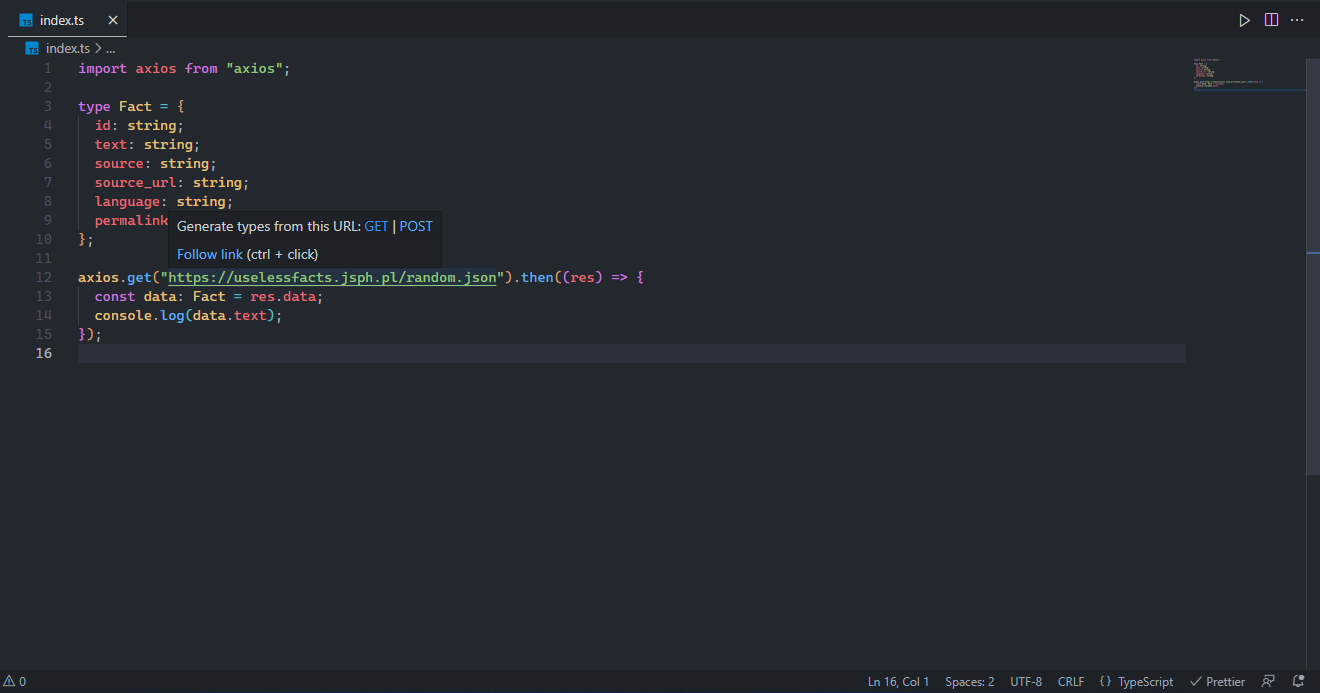 index.ts
index.ts > ...
1 import axios from "axios";
2
3 type Fact = {
4 id: string;
5 text: string;
6 source: string;
7 source_url: string;
8 language: string;
9 permalink
Generate types from this URL: GET | POST
10 };
Follow link (ctrl + click)
11
12 axios.get("https://uselessfacts.jsph.pl/random.json").then((res) => {
13 const data: Fact = res.data;
14 console.log(data.text);
15 });
16
0 Ln 16, Col 1 Spaces: 2 UTF-8 CRLF {} TypeScript Prettier